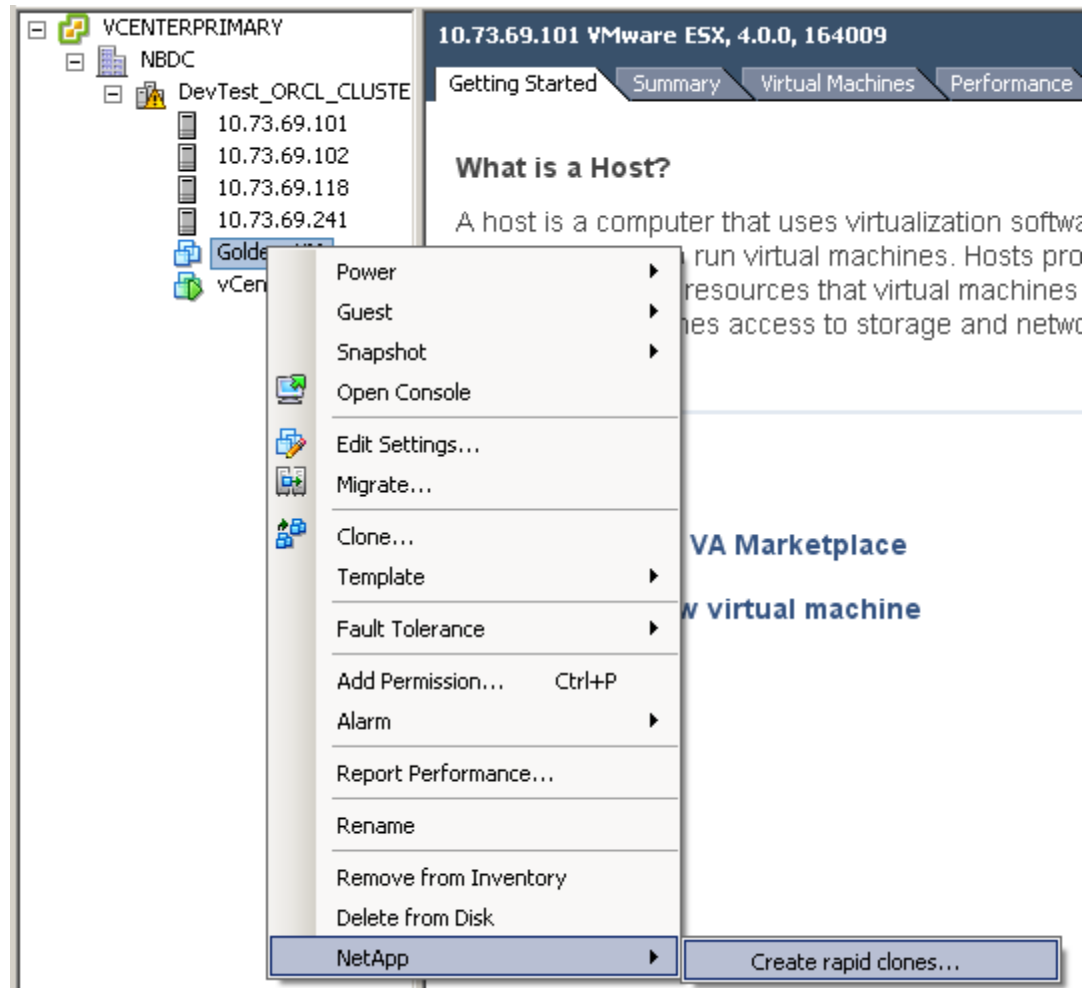 VCENTERPRIMARY
NBDC
DevTest_ORCL_CLUSTE
10.73.69.101
10.73.69.102
10.73.69.118
10.73.69.241
Golde
vCen
10.73.69.101 VMware ESX, 4.0.0, 164009
Getting Started Summary Virtual Machines Performance
What is a Host?
A host is a computer that uses virtualization softwa
run virtual machines. Hosts pro
resources that virtual machines
nes access to storage and netwo
VA Marketplace
w virtual machine
Power
Guest
Snapshot
Open Console
Edit Settings...
Migrate...
Clone...
Template
Fault Tolerance
Add Permission... Ctrl+P
Alarm
Report Performance...
Rename
Remove from Inventory
Delete from Disk
NetApp
Create rapid clones...